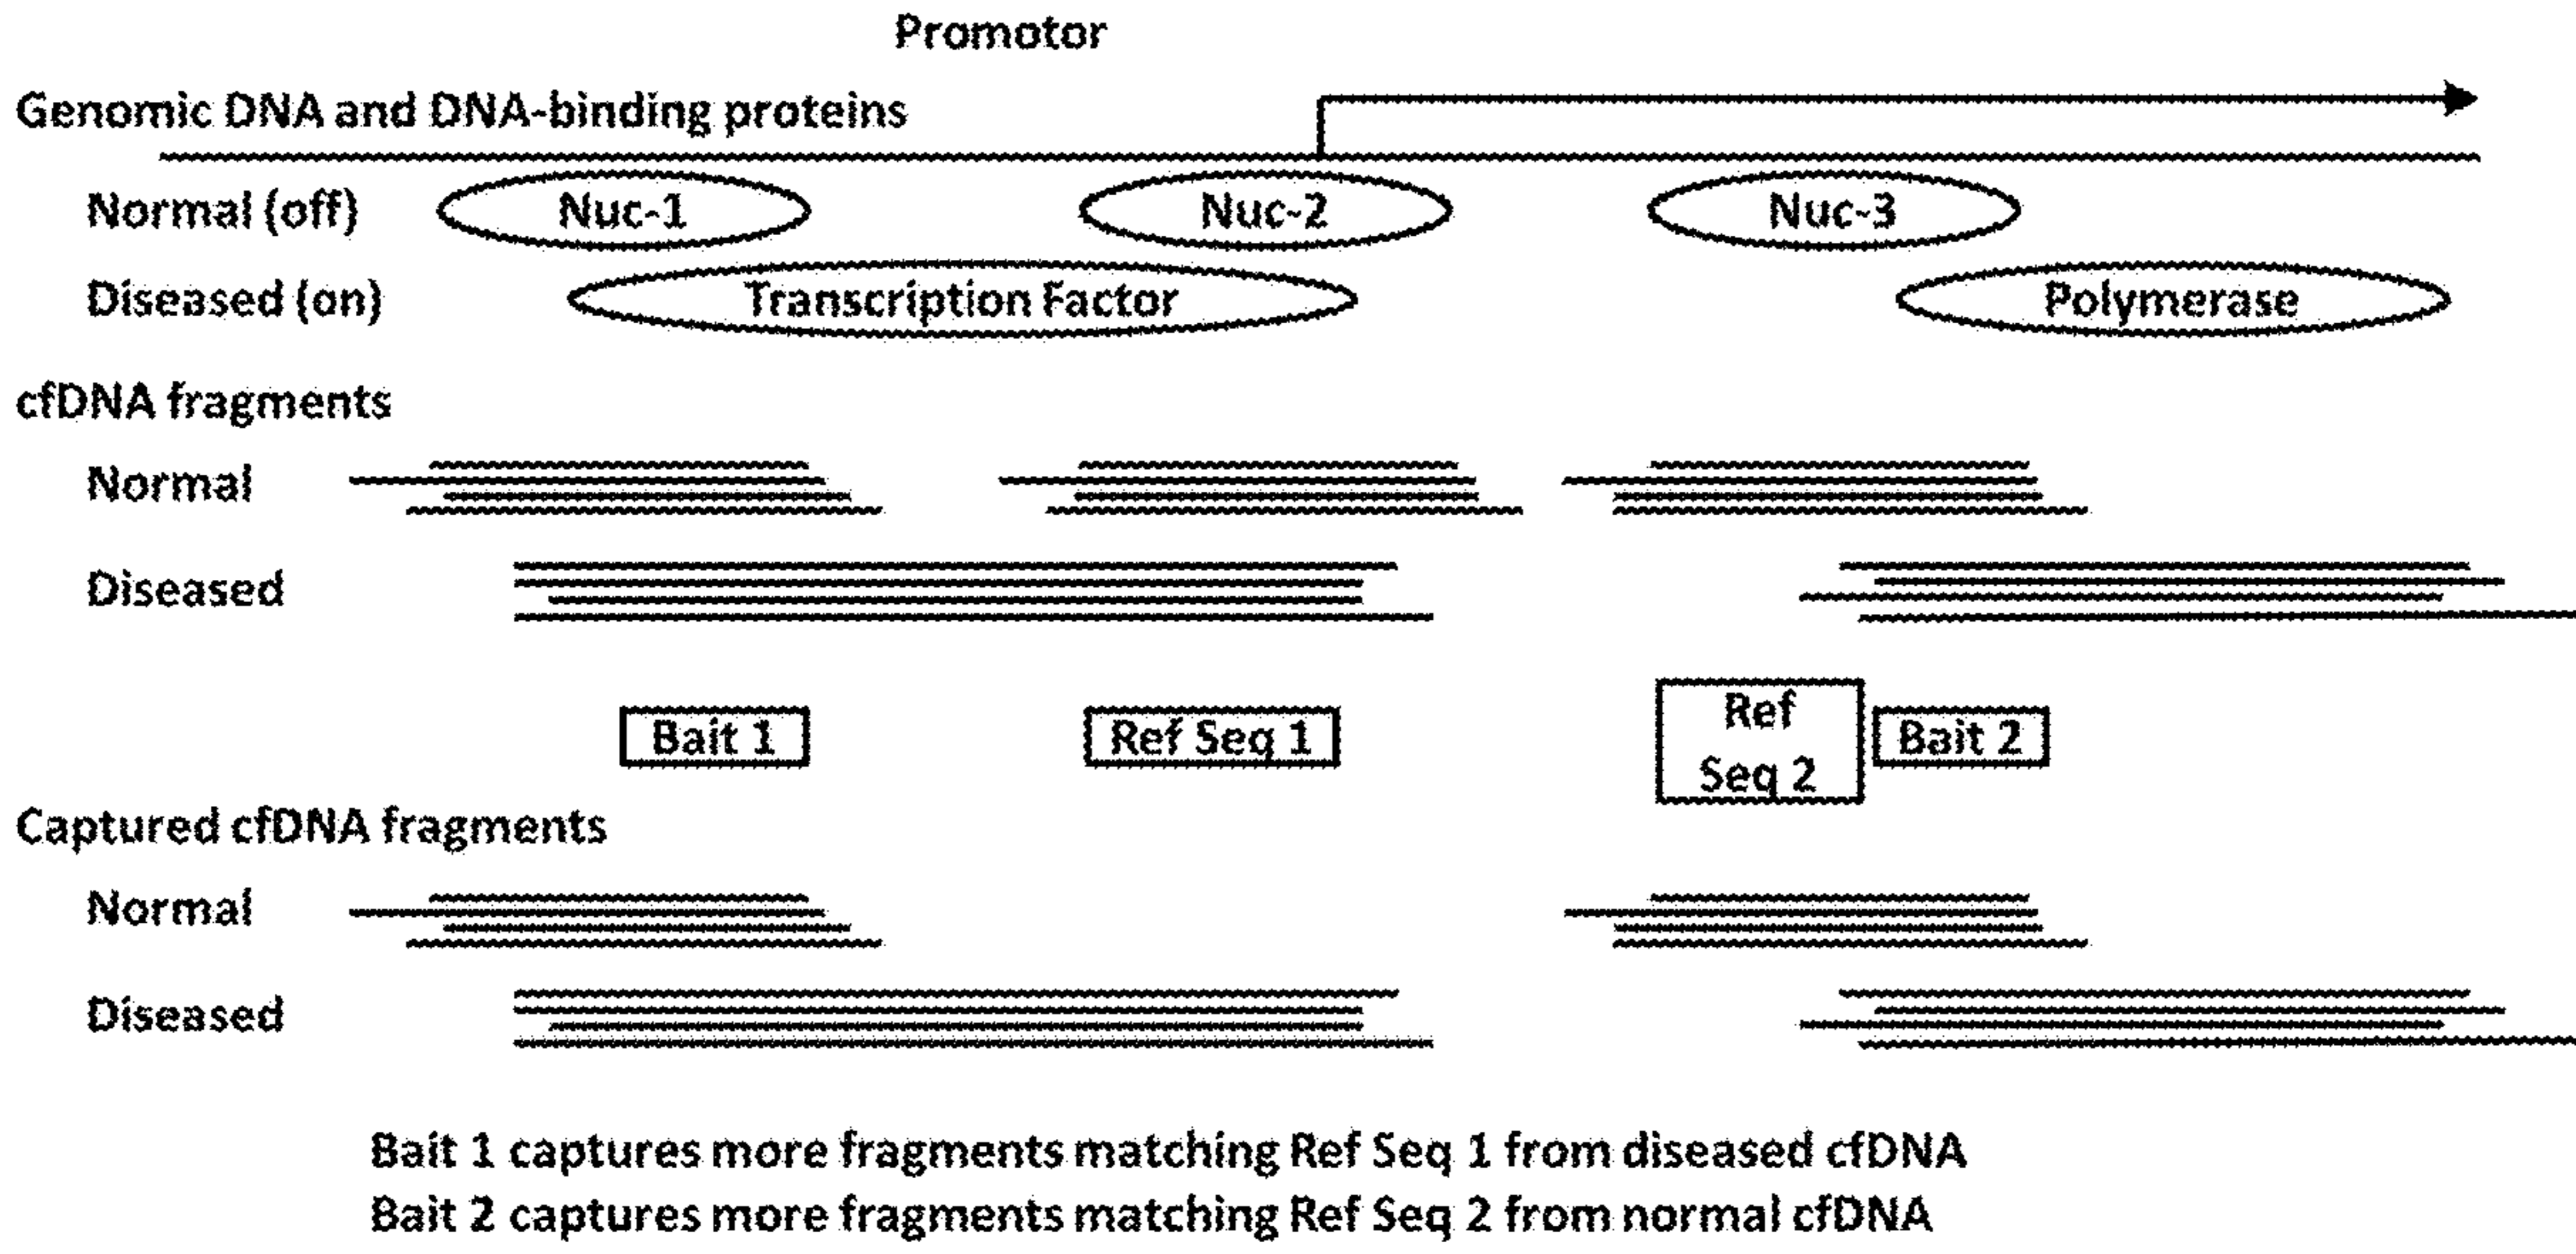 Promotor
Genomic DNA and DNA-binding proteins
Normal (off) Nuc-1 Nuc-2 Nuc-3
Diseased (on) Transcription Factor Polymerase
cfDNA fragments
Normal
Diseased
Bait 1 Ref Seq 1 Ref Seq 2 Bait 2
Captured cfDNA fragments
Normal
Diseased
Bait 1 captures more fragments matching Ref Seq 1 from diseased cfDNA
Bait 2 captures more fragments matching Ref Seq 2 from normal cfDNA